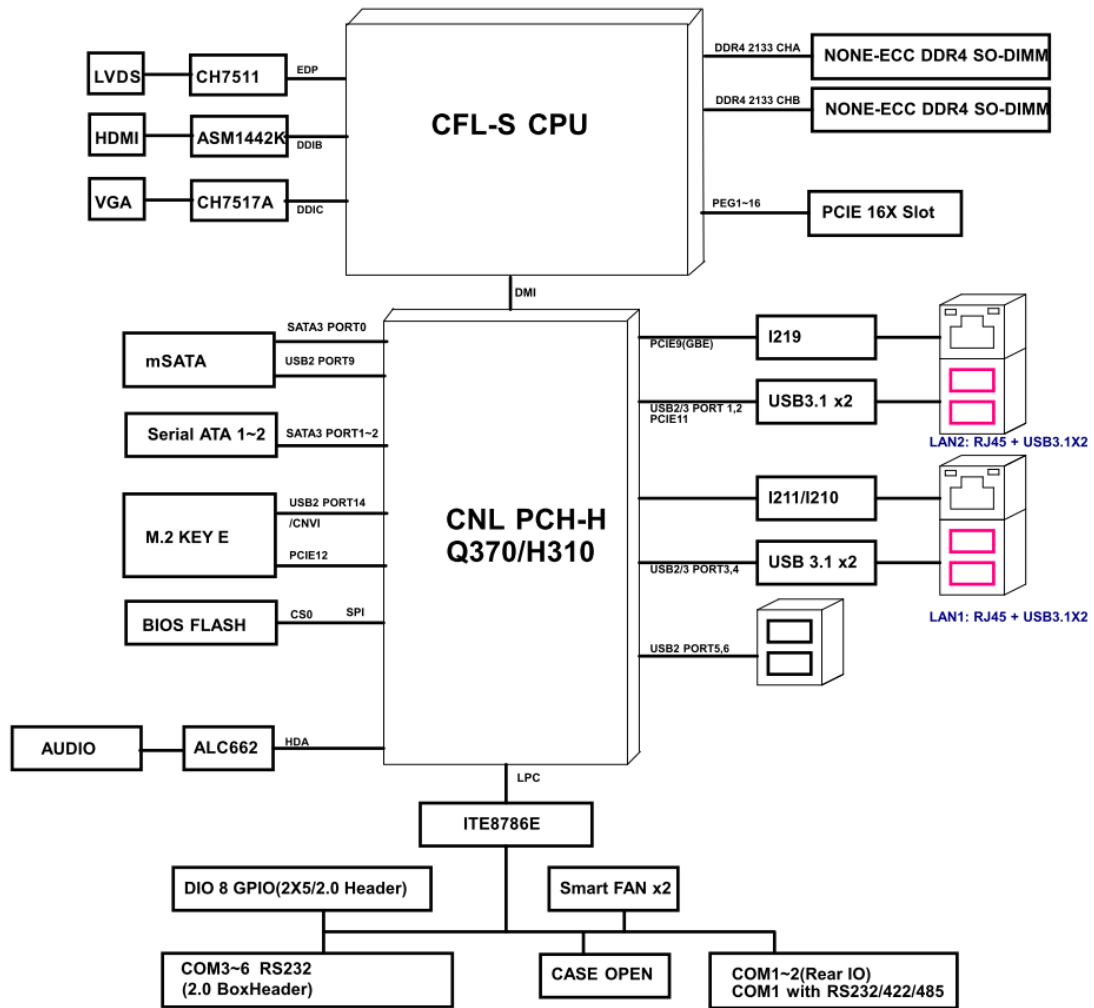 LVDS
CH7511
EDP
HDMI
ASM1442K
DDIB
VGA
CH7517A
DDIC
CFL-S CPU
DDR4 2133 CHA
NONE-ECC DDR4 SO-DIMM
DDR4 2133 CHB
NONE-ECC DDR4 SO-DIMM
PEG1~16
PCIE 16X Slot
DMI
mSATA
SATA3 PORT0
USB2 PORT9
Serial ATA 1~2
SATA3 PORT1~2
M.2 KEY E
USB2 PORT14
/CNVI
PCIE12
BIOS FLASH
CS0
SPI
AUDIO
ALC662
HDA
CNL PCH-H
Q370/H310
PCIE9(GBE)
I219
USB2/3 PORT 1,2
PCIE11
USB3.1 x2
LAN2: RJ45 + USB3.1X2
I211/I210
USB2/3 PORT3,4
USB 3.1 x2
LAN1: RJ45 + USB3.1X2
USB2 PORT5,6
LPC
ITE8786E
DIO 8 GPIO(2X5/2.0 Header)
Smart FAN x2
COM3~6 RS232
(2.0 BoxHeader)
CASE OPEN
COM1~2(Rear IO)
COM1 with RS232/422/485